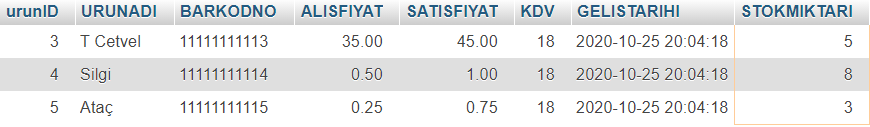 urunID URUNADI BARKODNO ALISFIYAT SATISFIYAT KDV GELISTARIHI STOKMIKTARI
3 T Cetvel 11111111113 35.00 45.00 18 2020-10-25 20:04:18 5
4 Silgi 11111111114 0.50 1.00 18 2020-10-25 20:04:18 8
5 Ataç 11111111115 0.25 0.75 18 2020-10-25 20:04:18 3